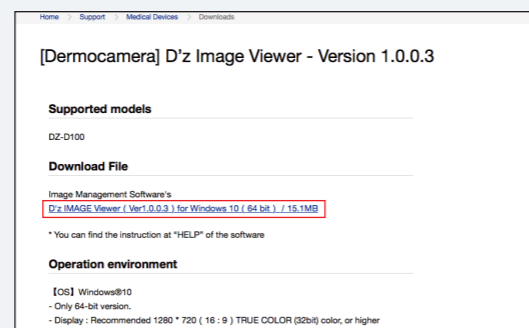 Home > Support > Medical Devices > Downloads
[Dermocamera] D'z Image Viewer - Version 1.0.0.3
Supported models
DZ-D100
Download File
Image Management Software's
D'z IMAGE Viewer ( Ver1.0.0.3 ) for Windows 10 ( 64 bit ) / 15.1MB
* You can find the instruction at “HELP” of the software
Operation environment
【OS】Windows®10
- Only 64-bit version.
- Display : Recommended 1280 * 720 ( 16 : 9 ) TRUE COLOR (32bit) color, or higher